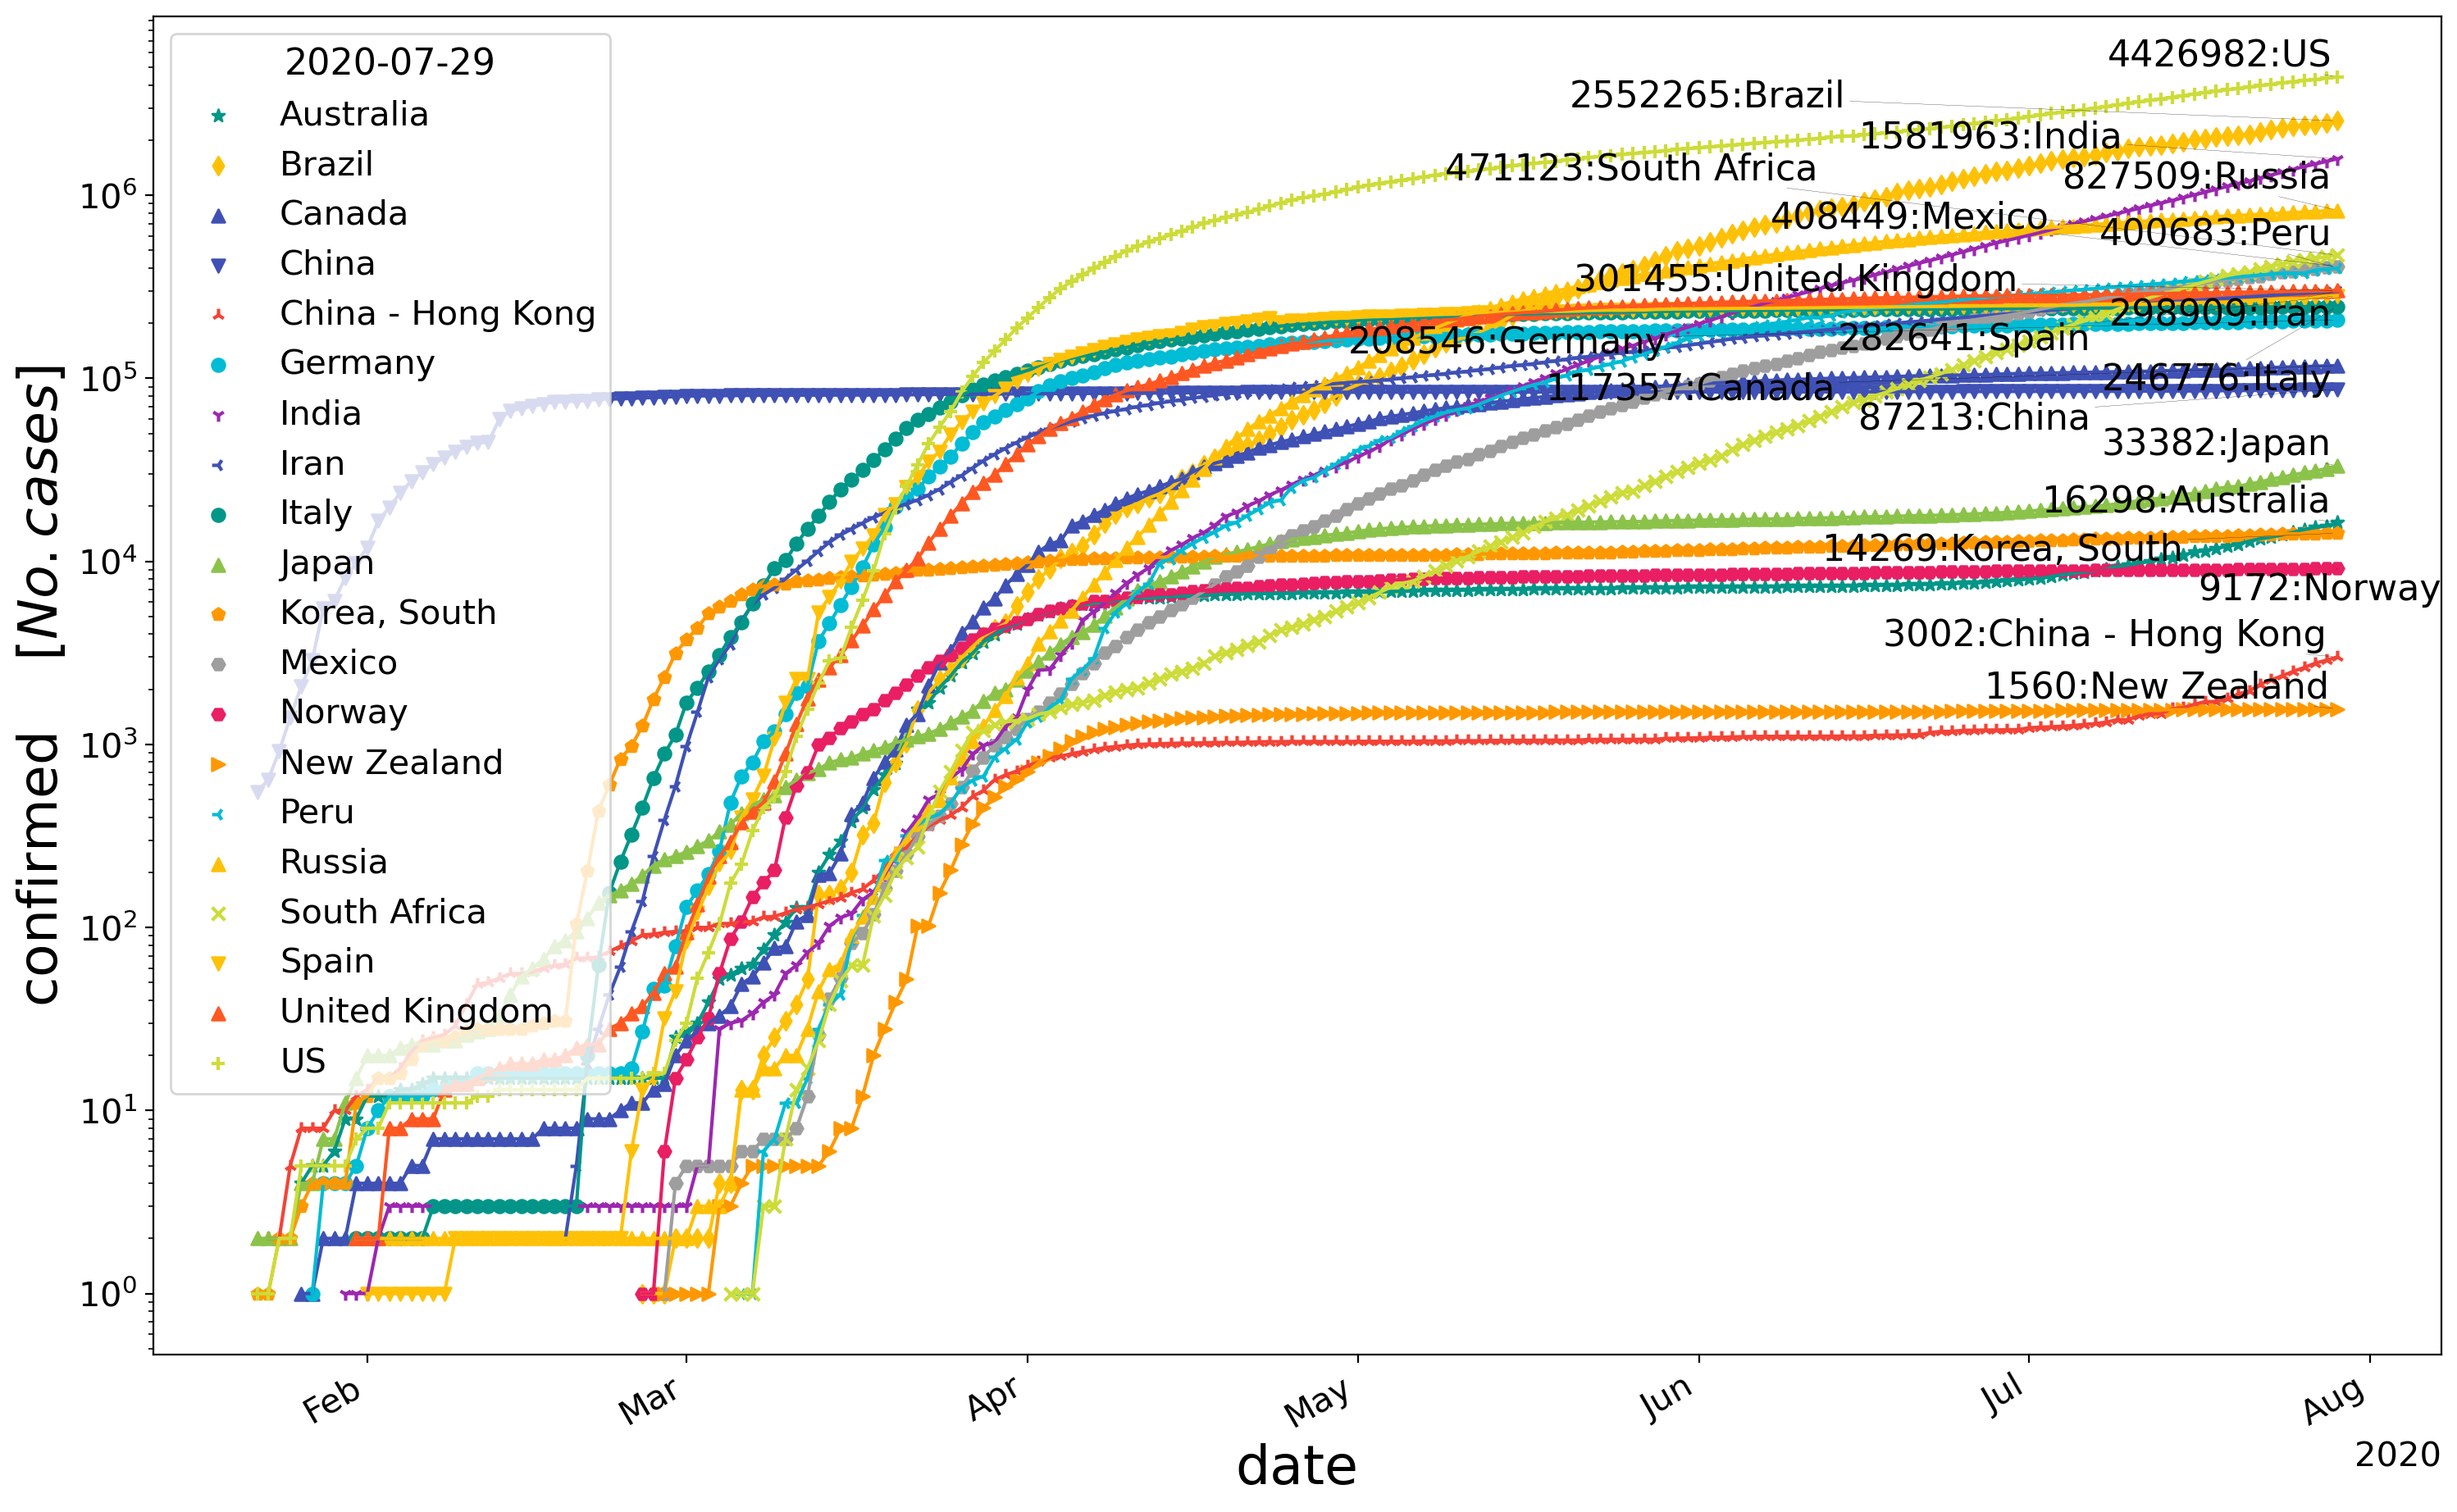 2020-07-29
Australia
Brazil
Canada
China
China - Hong Kong
Germany
India
Iran
Italy
Japan
Korea, South
Mexico
Norway
New Zealand
Peru
Russia
South Africa
Spain
United Kingdom
US
4426982:US
2552265:Brazil
1581963:India
471123:South Africa
827509:Russia
408449:Mexico
400683:Peru
301455:United Kingdom
298909:Iran
208546:Germany
282641:Spain
117357:Canada
246776:Italy
87213:China
33382:Japan
16298:Australia
14269:Korea, South
9172:Norway
3002:China - Hong Kong
1560:New Zealand
confirmed [No.cases]
10⁶
10⁵
10⁴
10³
10²
10¹
10⁰
Feb
Mar
Apr
May
Jun
Jul
Aug
date
2020